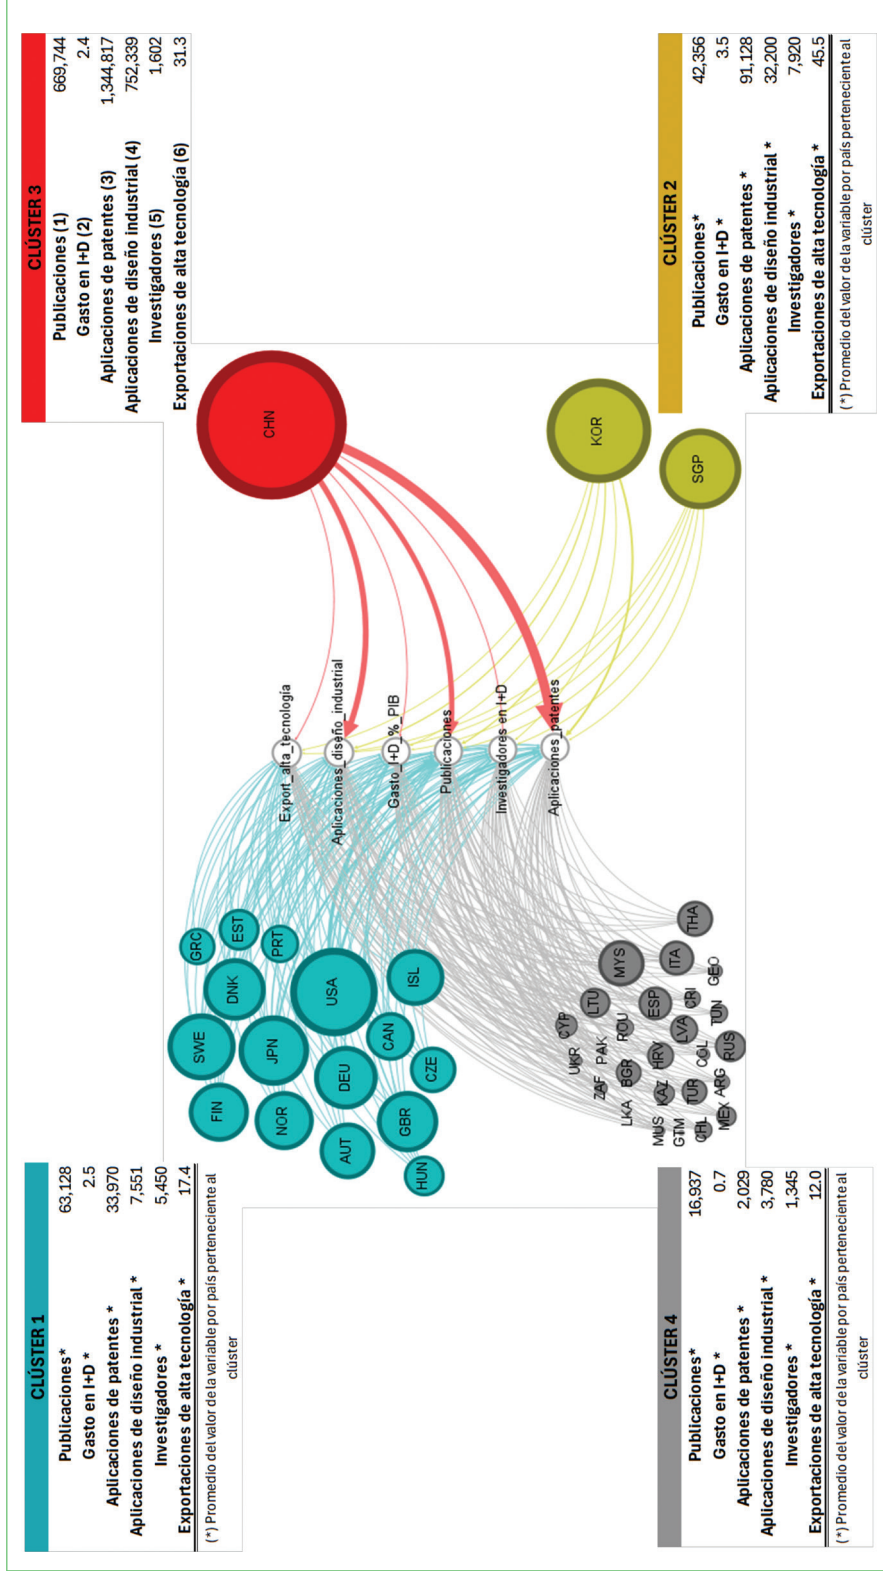 CLÚSTER 1
Publicaciones* 63,128
Gasto en I+D * 2.5
Aplicaciones de patentes * 33,970
Aplicaciones de diseño industrial * 7,551
Investigadores * 5,450
Exportaciones de alta tecnología * 17.4
(*) Promedio del valor de la variable por país perteneciente al
clúster
CLÚSTER 3
Publicaciones (1) 669,744
Gasto en I+D (2) 2.4
Aplicaciones de patentes (3) 1,344,817
Aplicaciones de diseño industrial (4) 752,339
Investigadores (5) 1,602
Exportaciones de alta tecnología (6) 31.3
GRC
EST
PRT
SWE
DNK
FIN
JPN
USA
NOR
DEU
CAN
ISL
AUT
GBR
CZE
HUN
Export_alta_tecnología
Aplicaciones_diseño_industrial
Gasto_I+D_%_PIB
Publicaciones
Investigadores en I+D
Aplicaciones_patentes
CHN
KOR
SGP
CYP
LTU
MYS
UKR
PAK
ROU
ESP
ITA
THA
ZAF
BGR
HRV
LVA
CRI
GEO
LKA
KAZ
COL
TUN
MUS
TUR
RUS
GTM
CHL
MEX
ARG
CLÚSTER 4
Publicaciones* 16,937
Gasto en I+D * 0.7
Aplicaciones de patentes * 2,029
Aplicaciones de diseño industrial * 3,780
Investigadores * 1,345
Exportaciones de alta tecnología * 12.0
(*) Promedio del valor de la variable por país perteneciente al
clúster
CLÚSTER 2
Publicaciones* 42,356
Gasto en I+D * 3.5
Aplicaciones de patentes * 91,128
Aplicaciones de diseño industrial * 32,200
Investigadores * 7,920
Exportaciones de alta tecnología * 45.5
(*) Promedio del valor de la variable por país perteneciente al
clúster